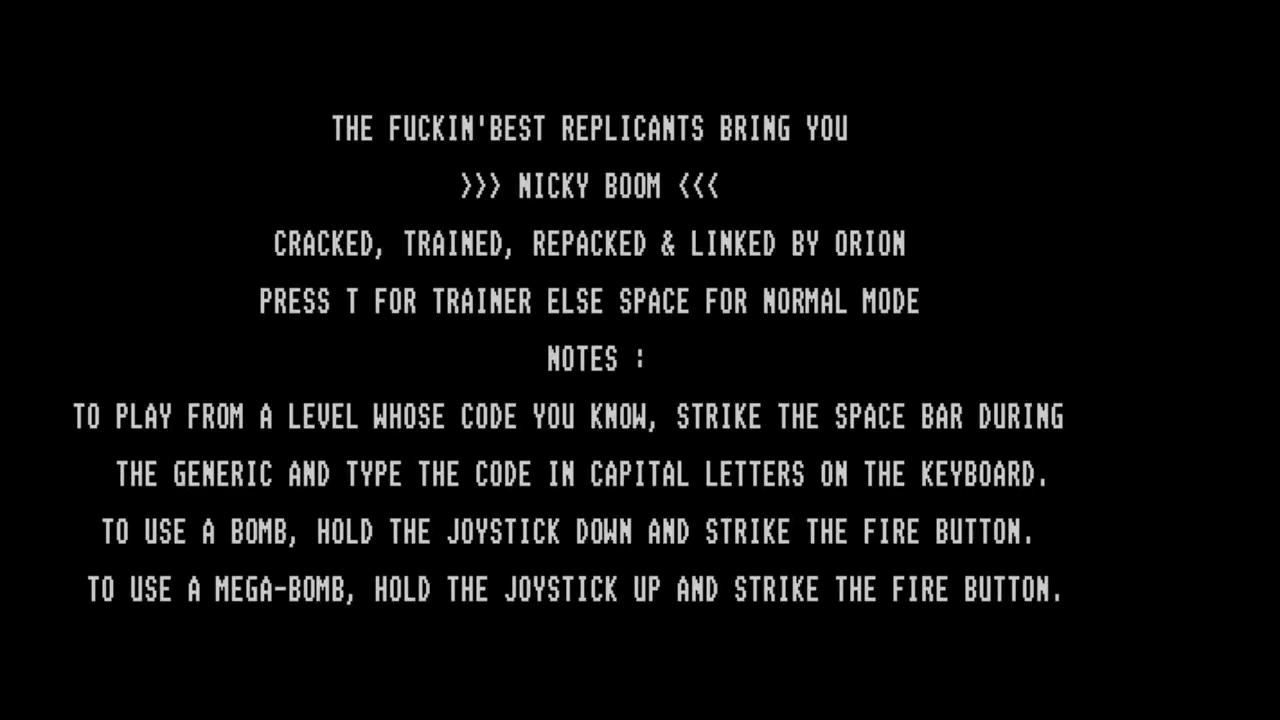 THE FUCKIN'BEST REPLICANTS BRING YOU
>>> NICKY BOOM <<<
CRACKED, TRAINED, REPACKED & LINKED BY ORION
PRESS T FOR TRAINER ELSE SPACE FOR NORMAL MODE
NOTES :
TO PLAY FROM A LEVEL WHOSE CODE YOU KNOW, STRIKE THE SPACE BAR DURING
THE GENERIC AND TYPE THE CODE IN CAPITAL LETTERS ON THE KEYBOARD.
TO USE A BOMB, HOLD THE JOYSTICK DOWN AND STRIKE THE FIRE BUTTON.
TO USE A MEGA-BOMB, HOLD THE JOYSTICK UP AND STRIKE THE FIRE BUTTON.